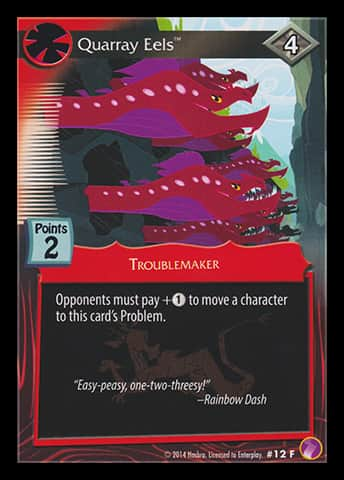 Quarray Eels™
4
Points
2
TROUBLEMAKER
Opponents must pay +1 to move a character
to this card's Problem.
"Easy-peasy, one-two-threesy!"
–Rainbow Dash
© 2014 Hasbro. Licensed to Enterplay. #12 F